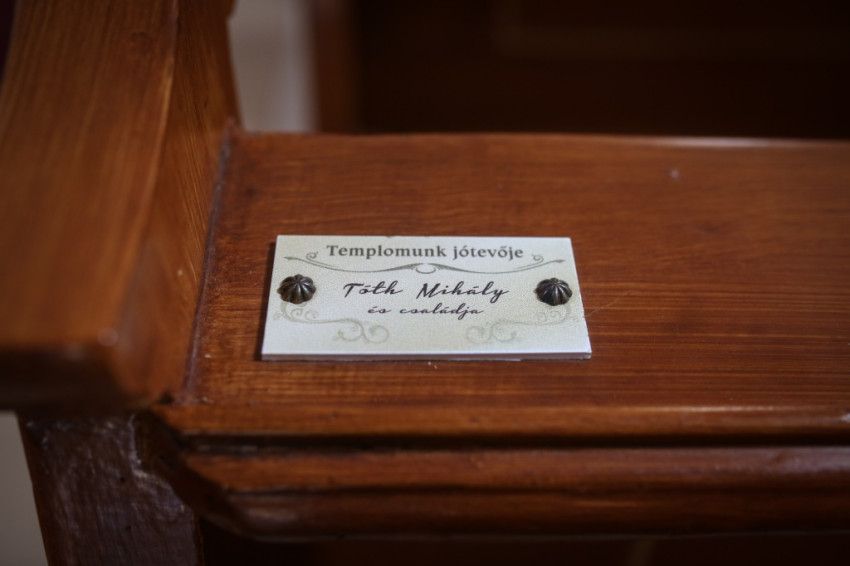 Templomunk jótevője
Tóth Mihály
és családja